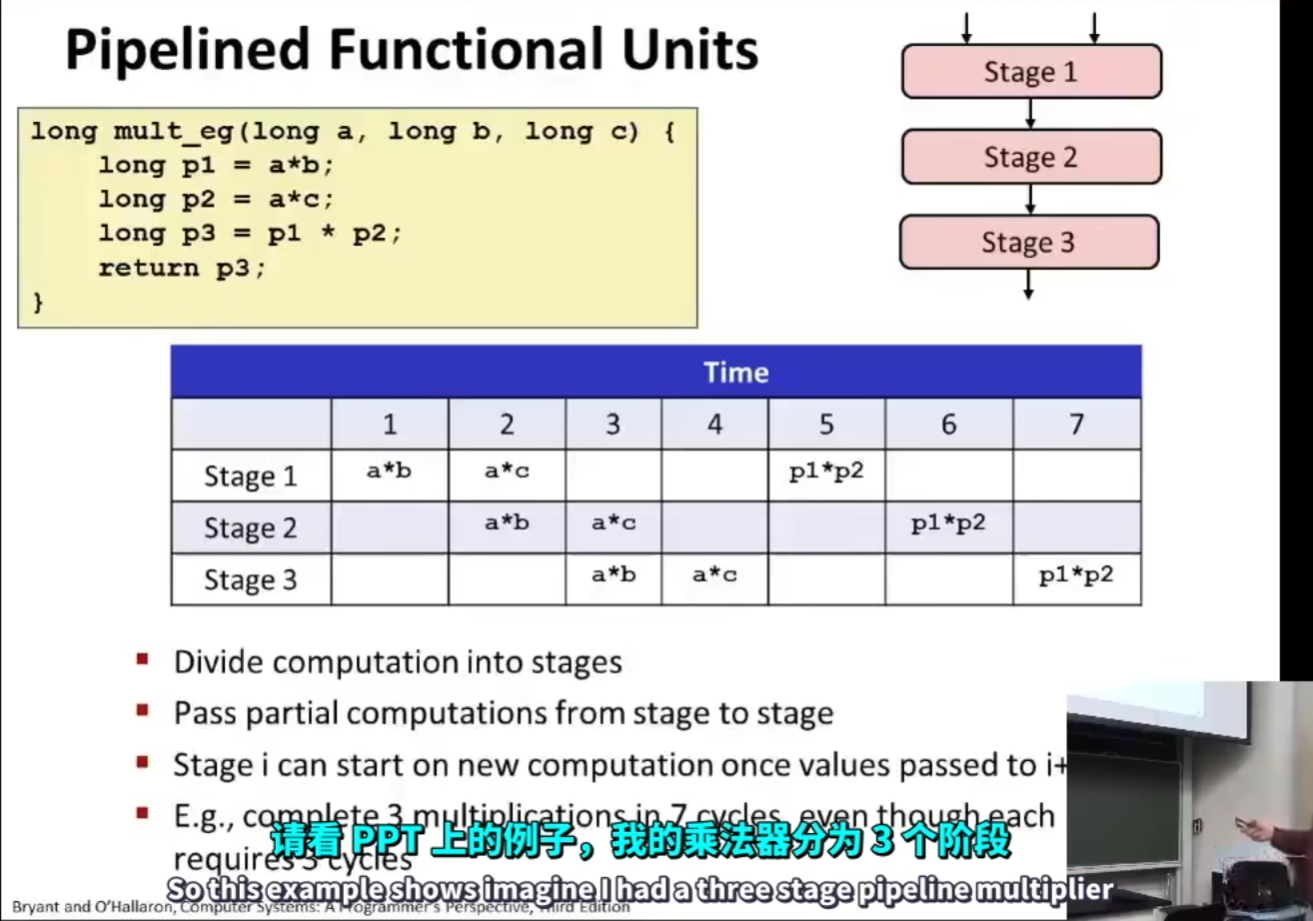 Pipelined Functional Units
long mult_eg(long a, long b, long c) {
long p1 = a*b;
long p2 = a*c;
long p3 = p1 * p2;
return p3;
}
Stage 1
Stage 2
Stage 3
Time
1 2 3 4 5 6 7
Stage 1 a*b a*c p1*p2
Stage 2 a*b a*c p1*p2
Stage 3 a*b a*c p1*p2
Divide computation into stages
Pass partial computations from stage to stage
Stage i can start on new computation once values passed to i+
E.g., complete 3 multiplications in 7 cycles, even though each
requires 3 cycles
请看 PPT 上的例子，我的乘法器分为 3 个阶段
So this example shows imagine I had a three stage pipeline multiplier
Bryant and O'Hallaron, Computer Systems: A Programmer's Perspective, Third Edition